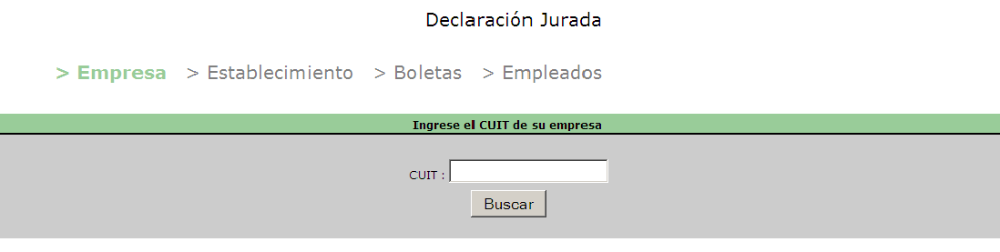 Declaración Jurada
> Empresa > Establecimiento > Boletas > Empleados
Ingrese el CUIT de su empresa
CUIT :
Buscar